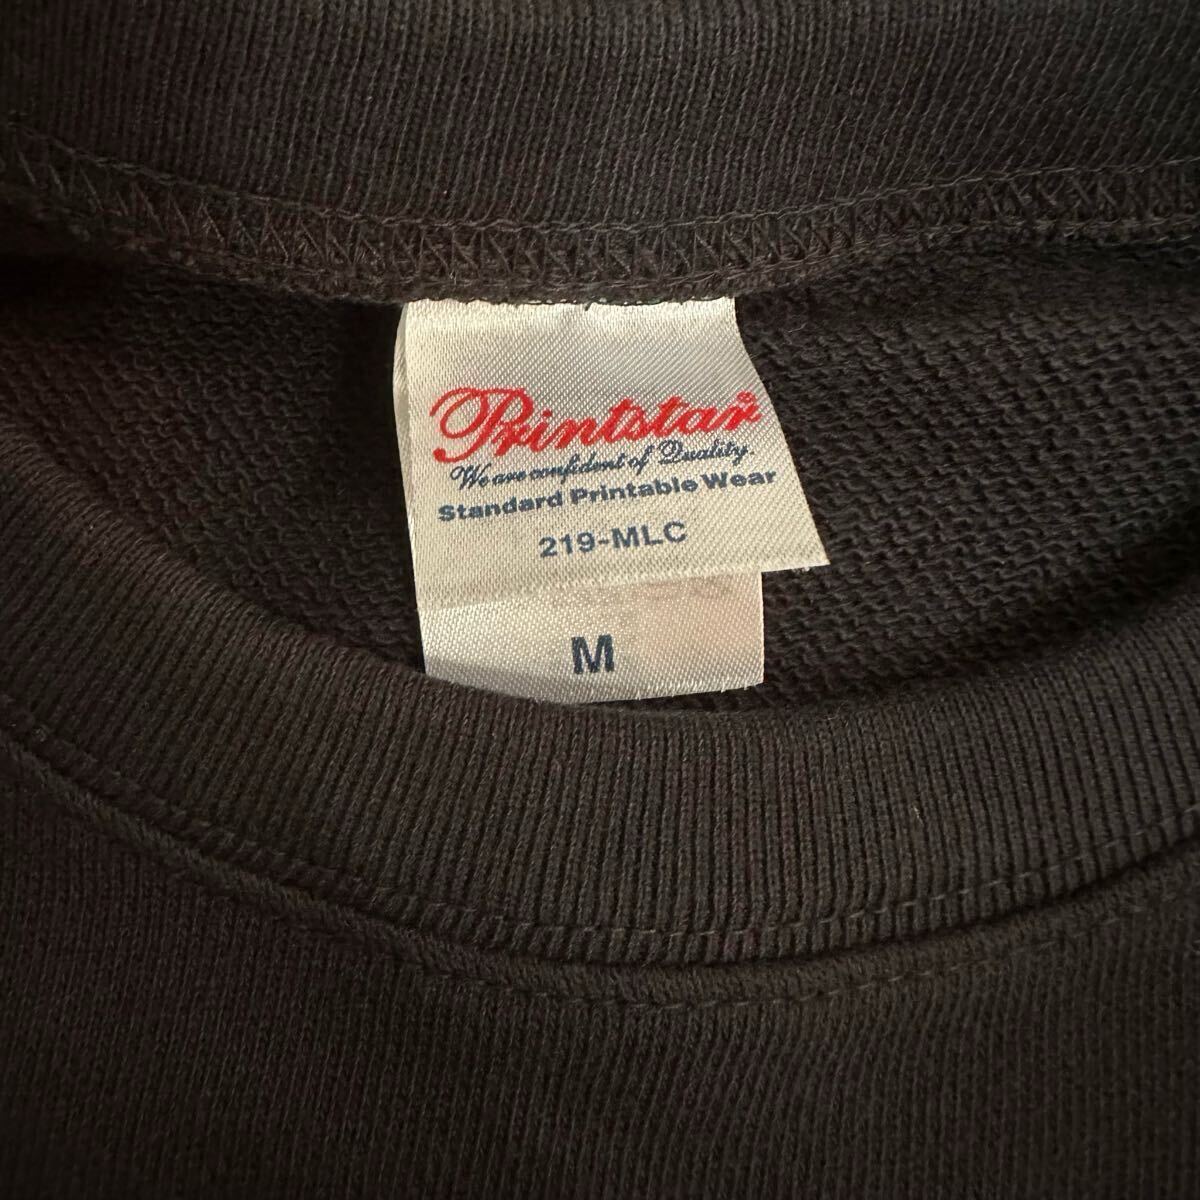 Printstar®
We are confident of Quality.
Standard Printable Wear
219-MLC
M